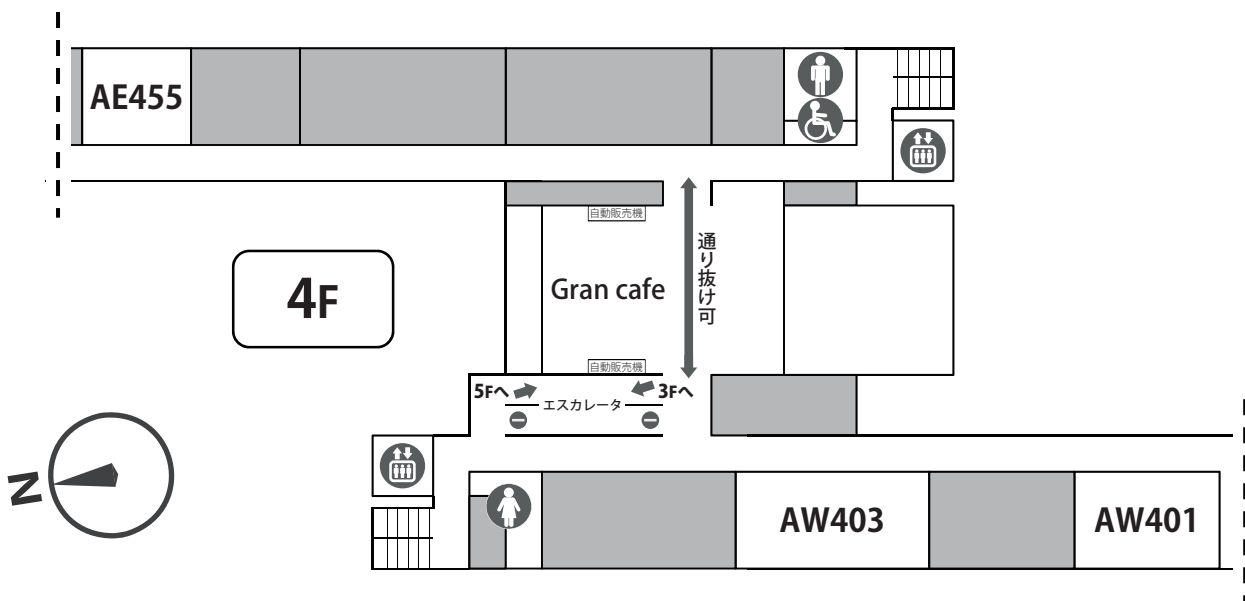 AE455
自動販売機
通り抜け可
4F
Gran cafe
自動販売機
5Fへ
3Fへ
エスカレータ
N
AW403
AW401